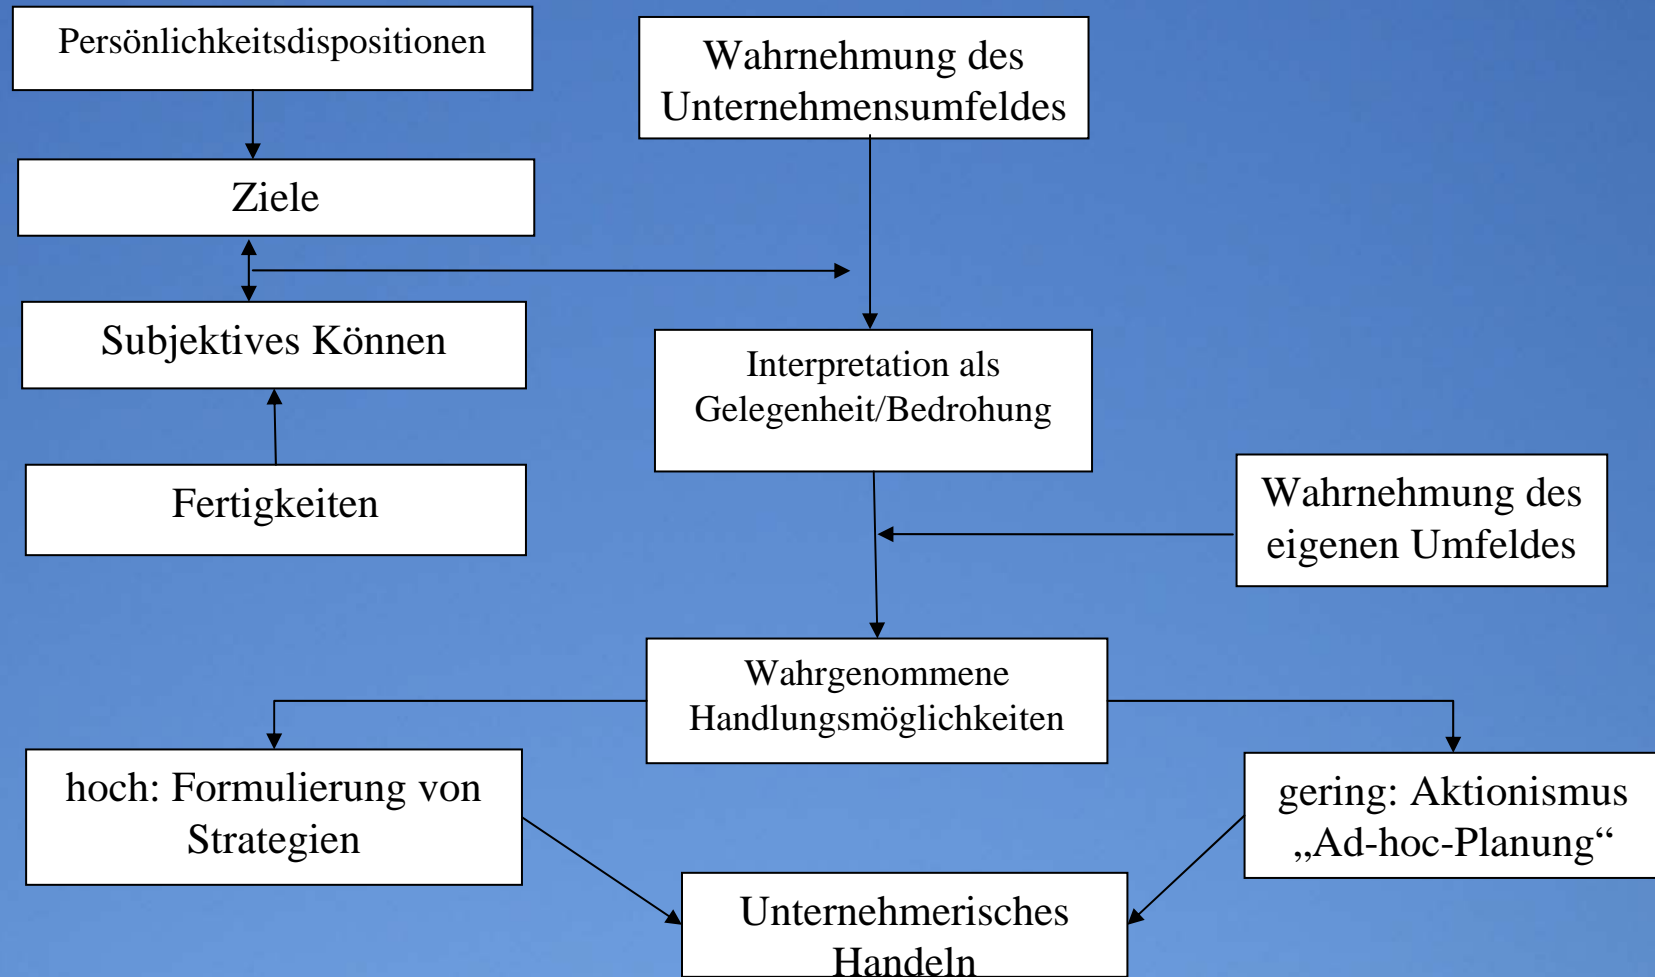 Persönlichkeitsdispositionen
Wahrnehmung des
Unternehmensumfeldes
Ziele
Subjektives Können
Interpretation als
Gelegenheit/Bedrohung
Fertigkeiten
Wahrnehmung des
eigenen Umfeldes
Wahrgenommene
Handlungsmöglichkeiten
hoch: Formulierung von
Strategien
gering: Aktionismus
„Ad-hoc-Planung“
Unternehmerisches
Handeln